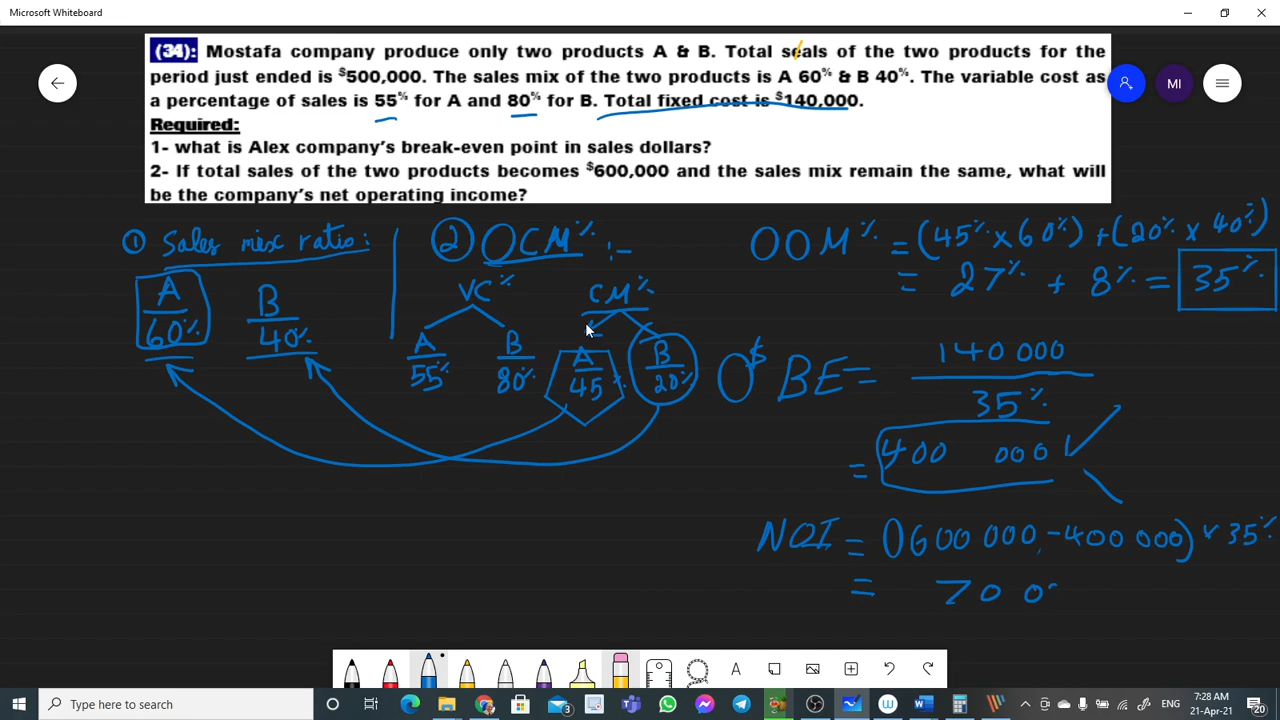 Microsoft Whiteboard
(34): Mostafa company produce only two products A & B. Total seals of the two products for the
period just ended is $500,000. The sales mix of the two products is A 60% & B 40%. The variable cost as
a percentage of sales is 55% for A and 80% for B. Total fixed cost is $140,000.
Required:
1- what is Alex company's break-even point in sales dollars?
2- If total sales of the two products becomes $600,000 and the sales mix remain the same, what will
be the company's net operating income?
MI
① Sales mix ratio:
A
60%
B
40%
② OCM% :-
VC%
A
55%
B
80%
CM%
A
45%
B
20%
OOM% = (45% x 60%) + (20% x 40%)
= 27% + 8% = 35%
O$ BE = 140 000
35%
= 400 000
NOI = (600 000 - 400 000) * 35%
= 70 0
A
Type here to search
3
W
W
ENG
7:28 AM
21-Apr-21
20